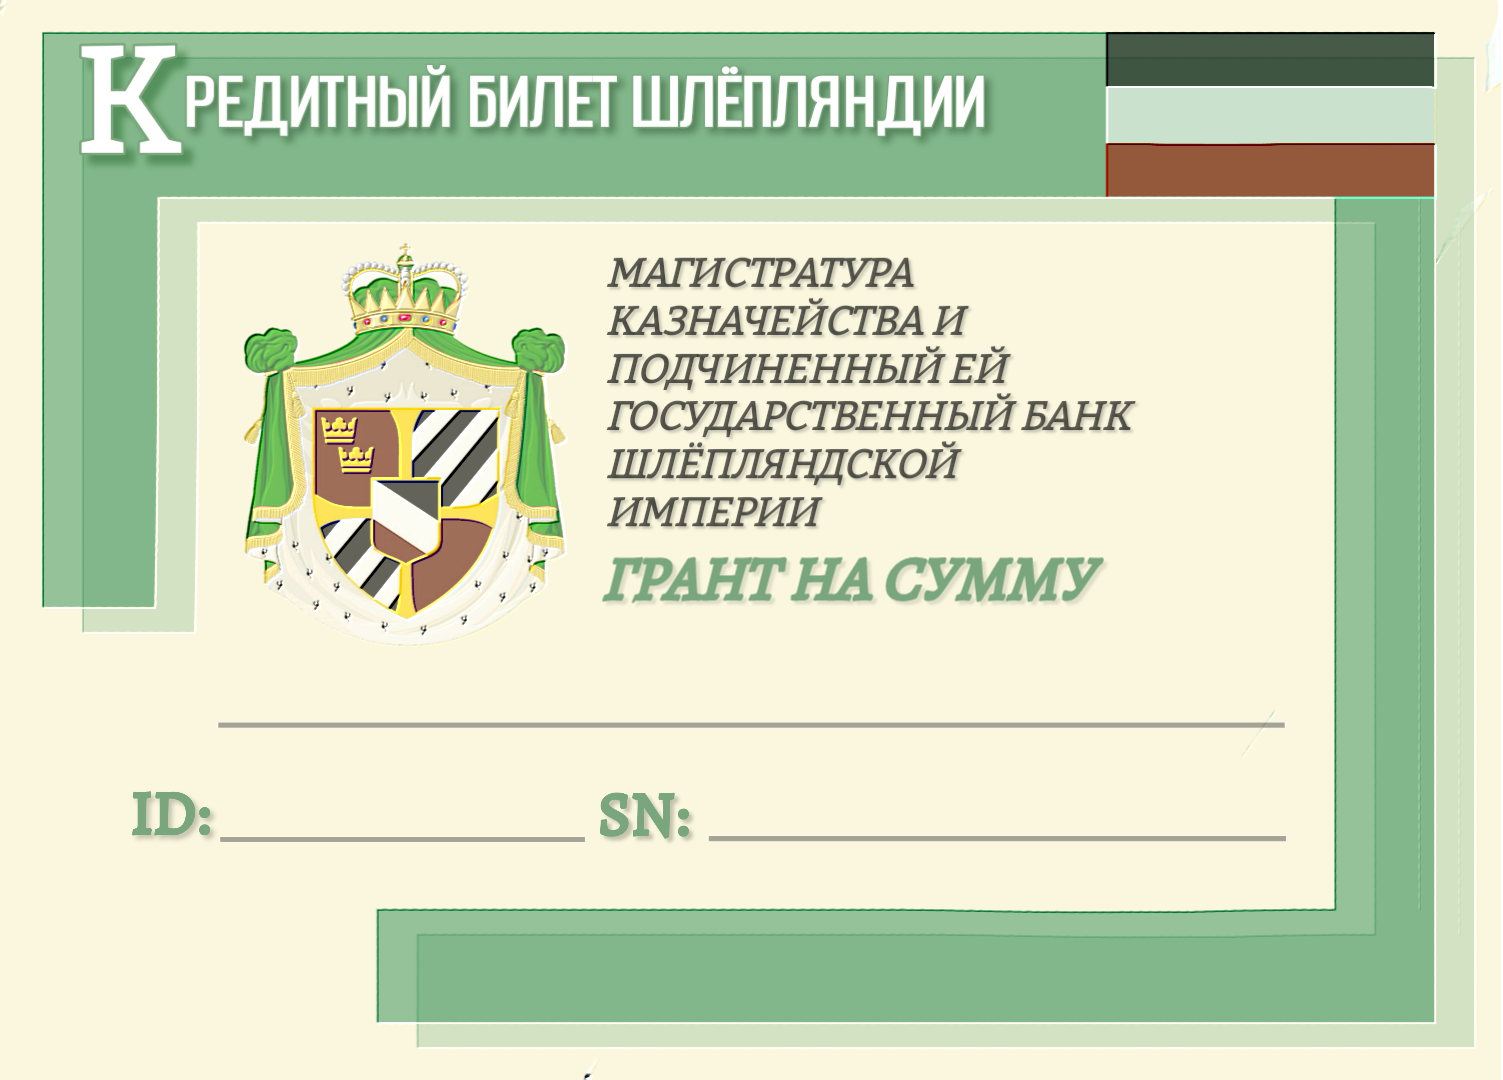 КРЕДИТНЫЙ БИЛЕТ ШЛЁПЛЯНДИИ
МАГИСТРАТУРА
КАЗНАЧЕЙСТВА И
ПОДЧИНЕННЫЙ ЕЙ
ГОСУДАРСТВЕННЫЙ БАНК
ШЛЁПЛЯНДСКОЙ
ИМПЕРИИ
ГРАНТ НА СУММУ
ID: SN: